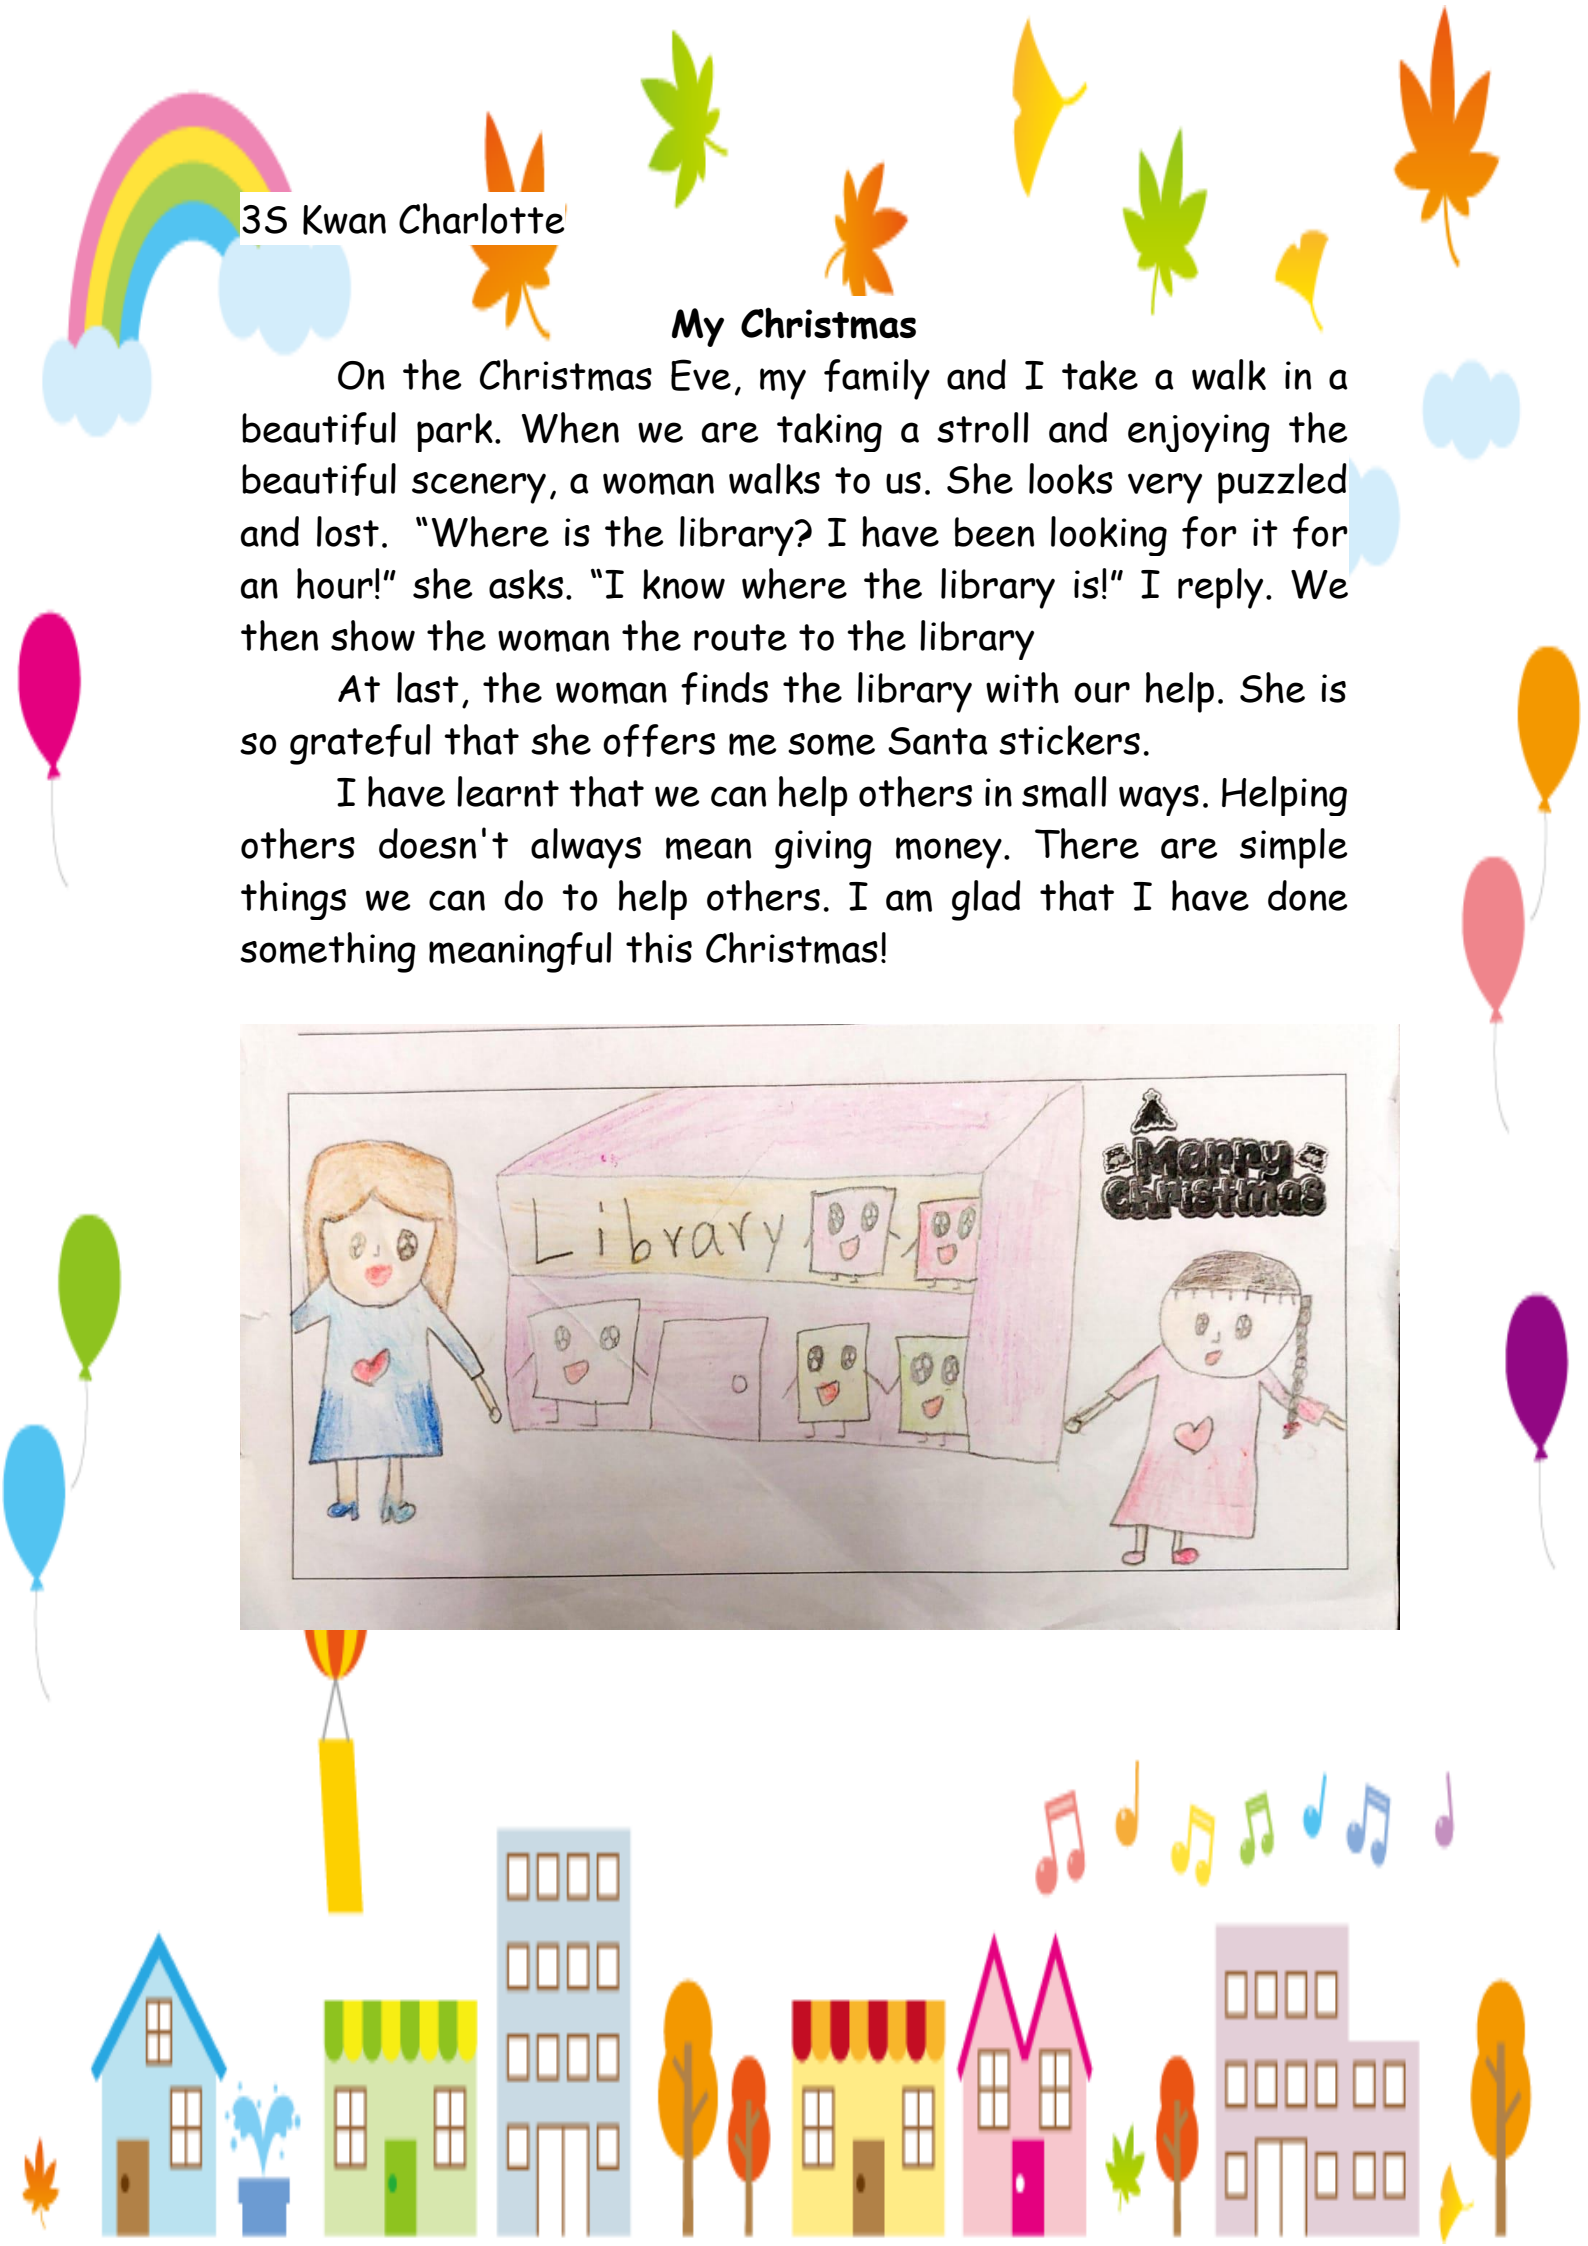 3S Kwan Charlotte
My Christmas
On the Christmas Eve, my family and I take a walk in a
beautiful park. When we are taking a stroll and enjoying the
beautiful scenery, a woman walks to us. She looks very puzzled
and lost.  “Where is the library? I have been looking for it for
an hour!” she asks. “I know where the library is!” I reply. We
then show the woman the route to the library
At last, the woman finds the library with our help. She is
so grateful that she offers me some Santa stickers.
I have learnt that we can help others in small ways. Helping
others doesn't always mean giving money. There are simple
things we can do to help others. I am glad that I have done
something meaningful this Christmas!
Merry
Christmas
Library